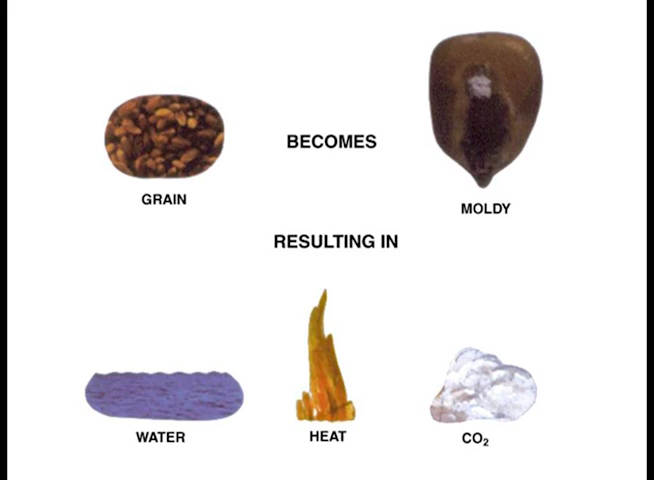 BECOMES
GRAIN
MOLDY
RESULTING IN
WATER
HEAT
CO₂